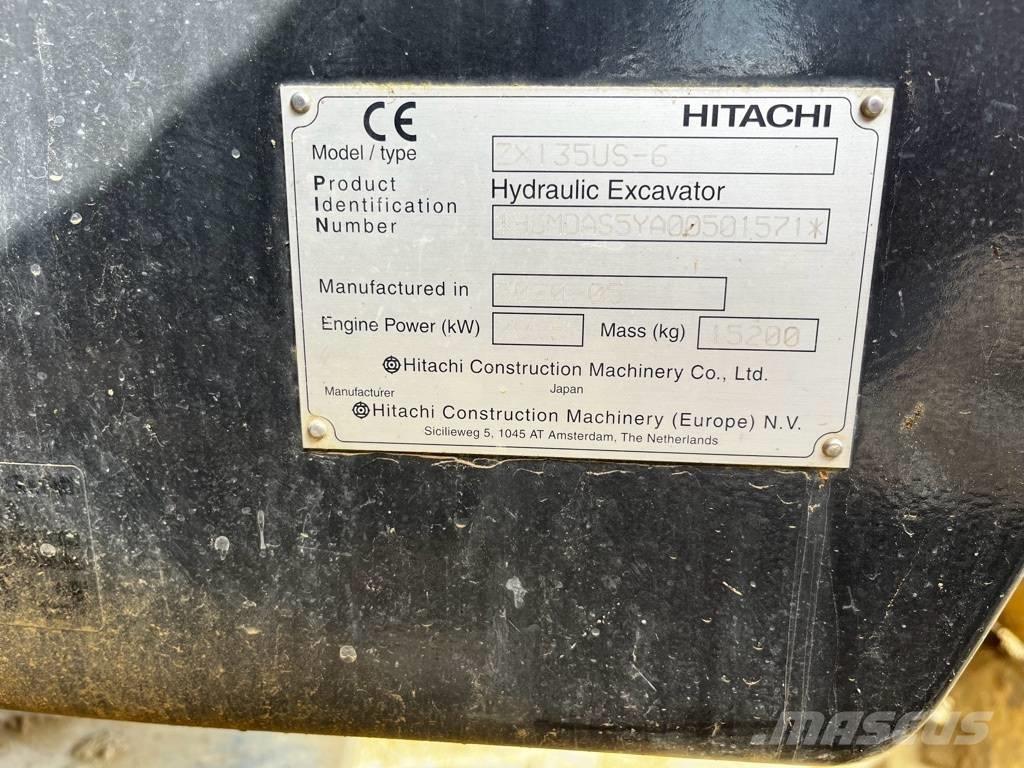 CE HITACHI
Model / type ZX135US-6
Product Hydraulic Excavator
Identification
Number
Manufactured in
Engine Power (kW) Mass (kg) 15200
Hitachi Construction Machinery Co., Ltd.
Japan
Manufacturer
Hitachi Construction Machinery (Europe) N.V.
Sicilieweg 5, 1045 AT Amsterdam, The Netherlands
MASCUS